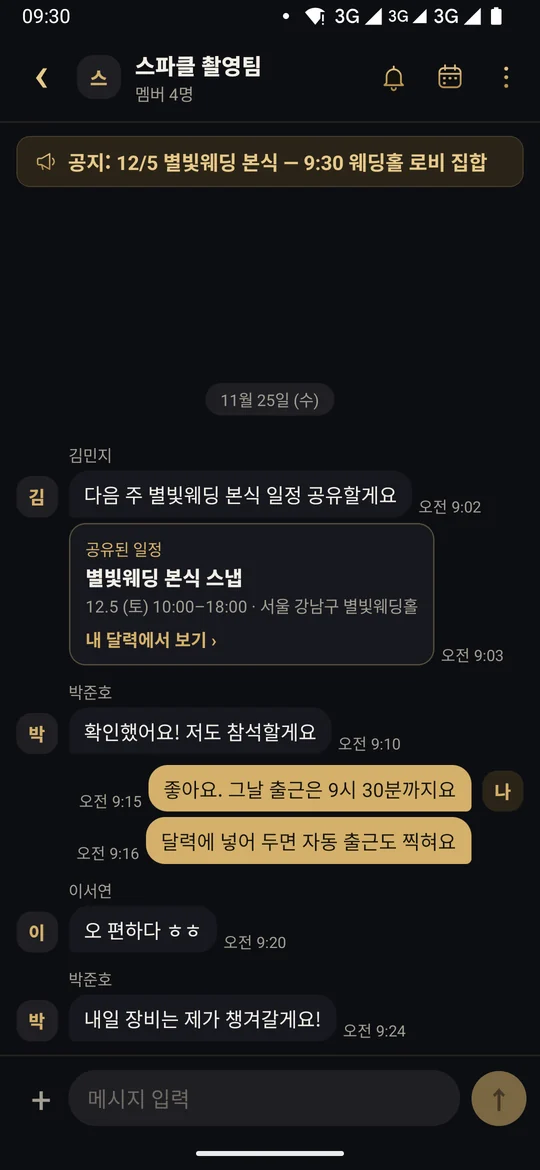 09:30
3G 3G 3G
스
스파클 촬영팀
멤버 4명
공지: 12/5 별빛웨딩 본식 – 9:30 웨딩홀 로비 집합
11월 25일 (수)
김민지
김
다음 주 별빛웨딩 본식 일정 공유할게요
오전 9:02
공유된 일정
별빛웨딩 본식 스냅
12.5 (토) 10:00–18:00 · 서울 강남구 별빛웨딩홀
내 달력에서 보기 ›
오전 9:03
박준호
박
확인했어요! 저도 참석할게요
오전 9:10
좋아요. 그날 출근은 9시 30분까지요
오전 9:15
나
달력에 넣어 두면 자동 출근도 찍혀요
오전 9:16
이서연
이
오 편하다 ㅎㅎ
오전 9:20
박준호
박
내일 장비는 제가 챙겨갈게요!
오전 9:24
메시지 입력